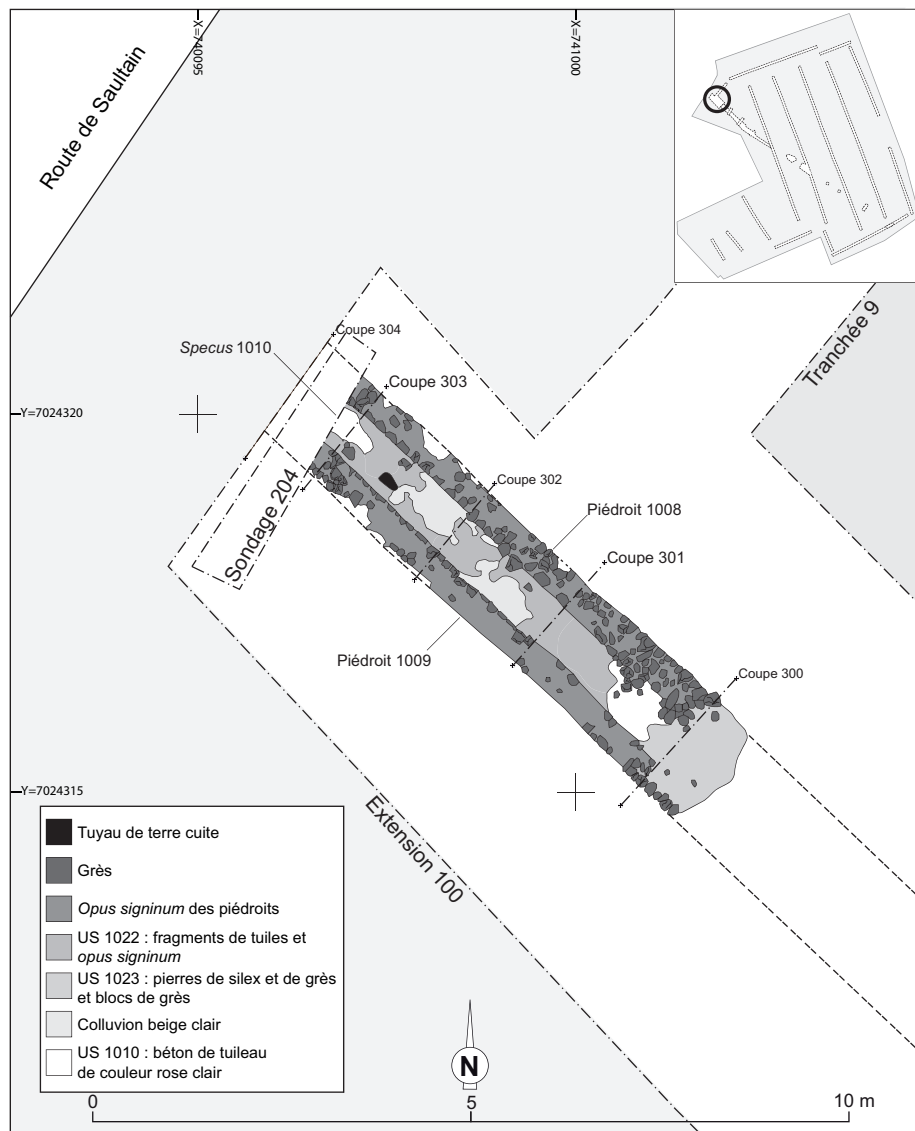 X=740095
X=741000
Route de Saultain
Tranchée 9
Coupe 304
Specus 1010
Coupe 303
Y=7024320
Coupe 302
Sondage 204
Piédroit 1008
Coupe 301
Piédroit 1009
Coupe 300
Y=7024315
Extension 100
Tuyau de terre cuite
Grès
Opus signinum des piédroits
US 1022 : fragments de tuiles et
opus signinum
US 1023 : pierres de silex et de grès
et blocs de grès
Colluvion beige clair
US 1010 : béton de tuileau
de couleur rose clair
N
0
5
10 m